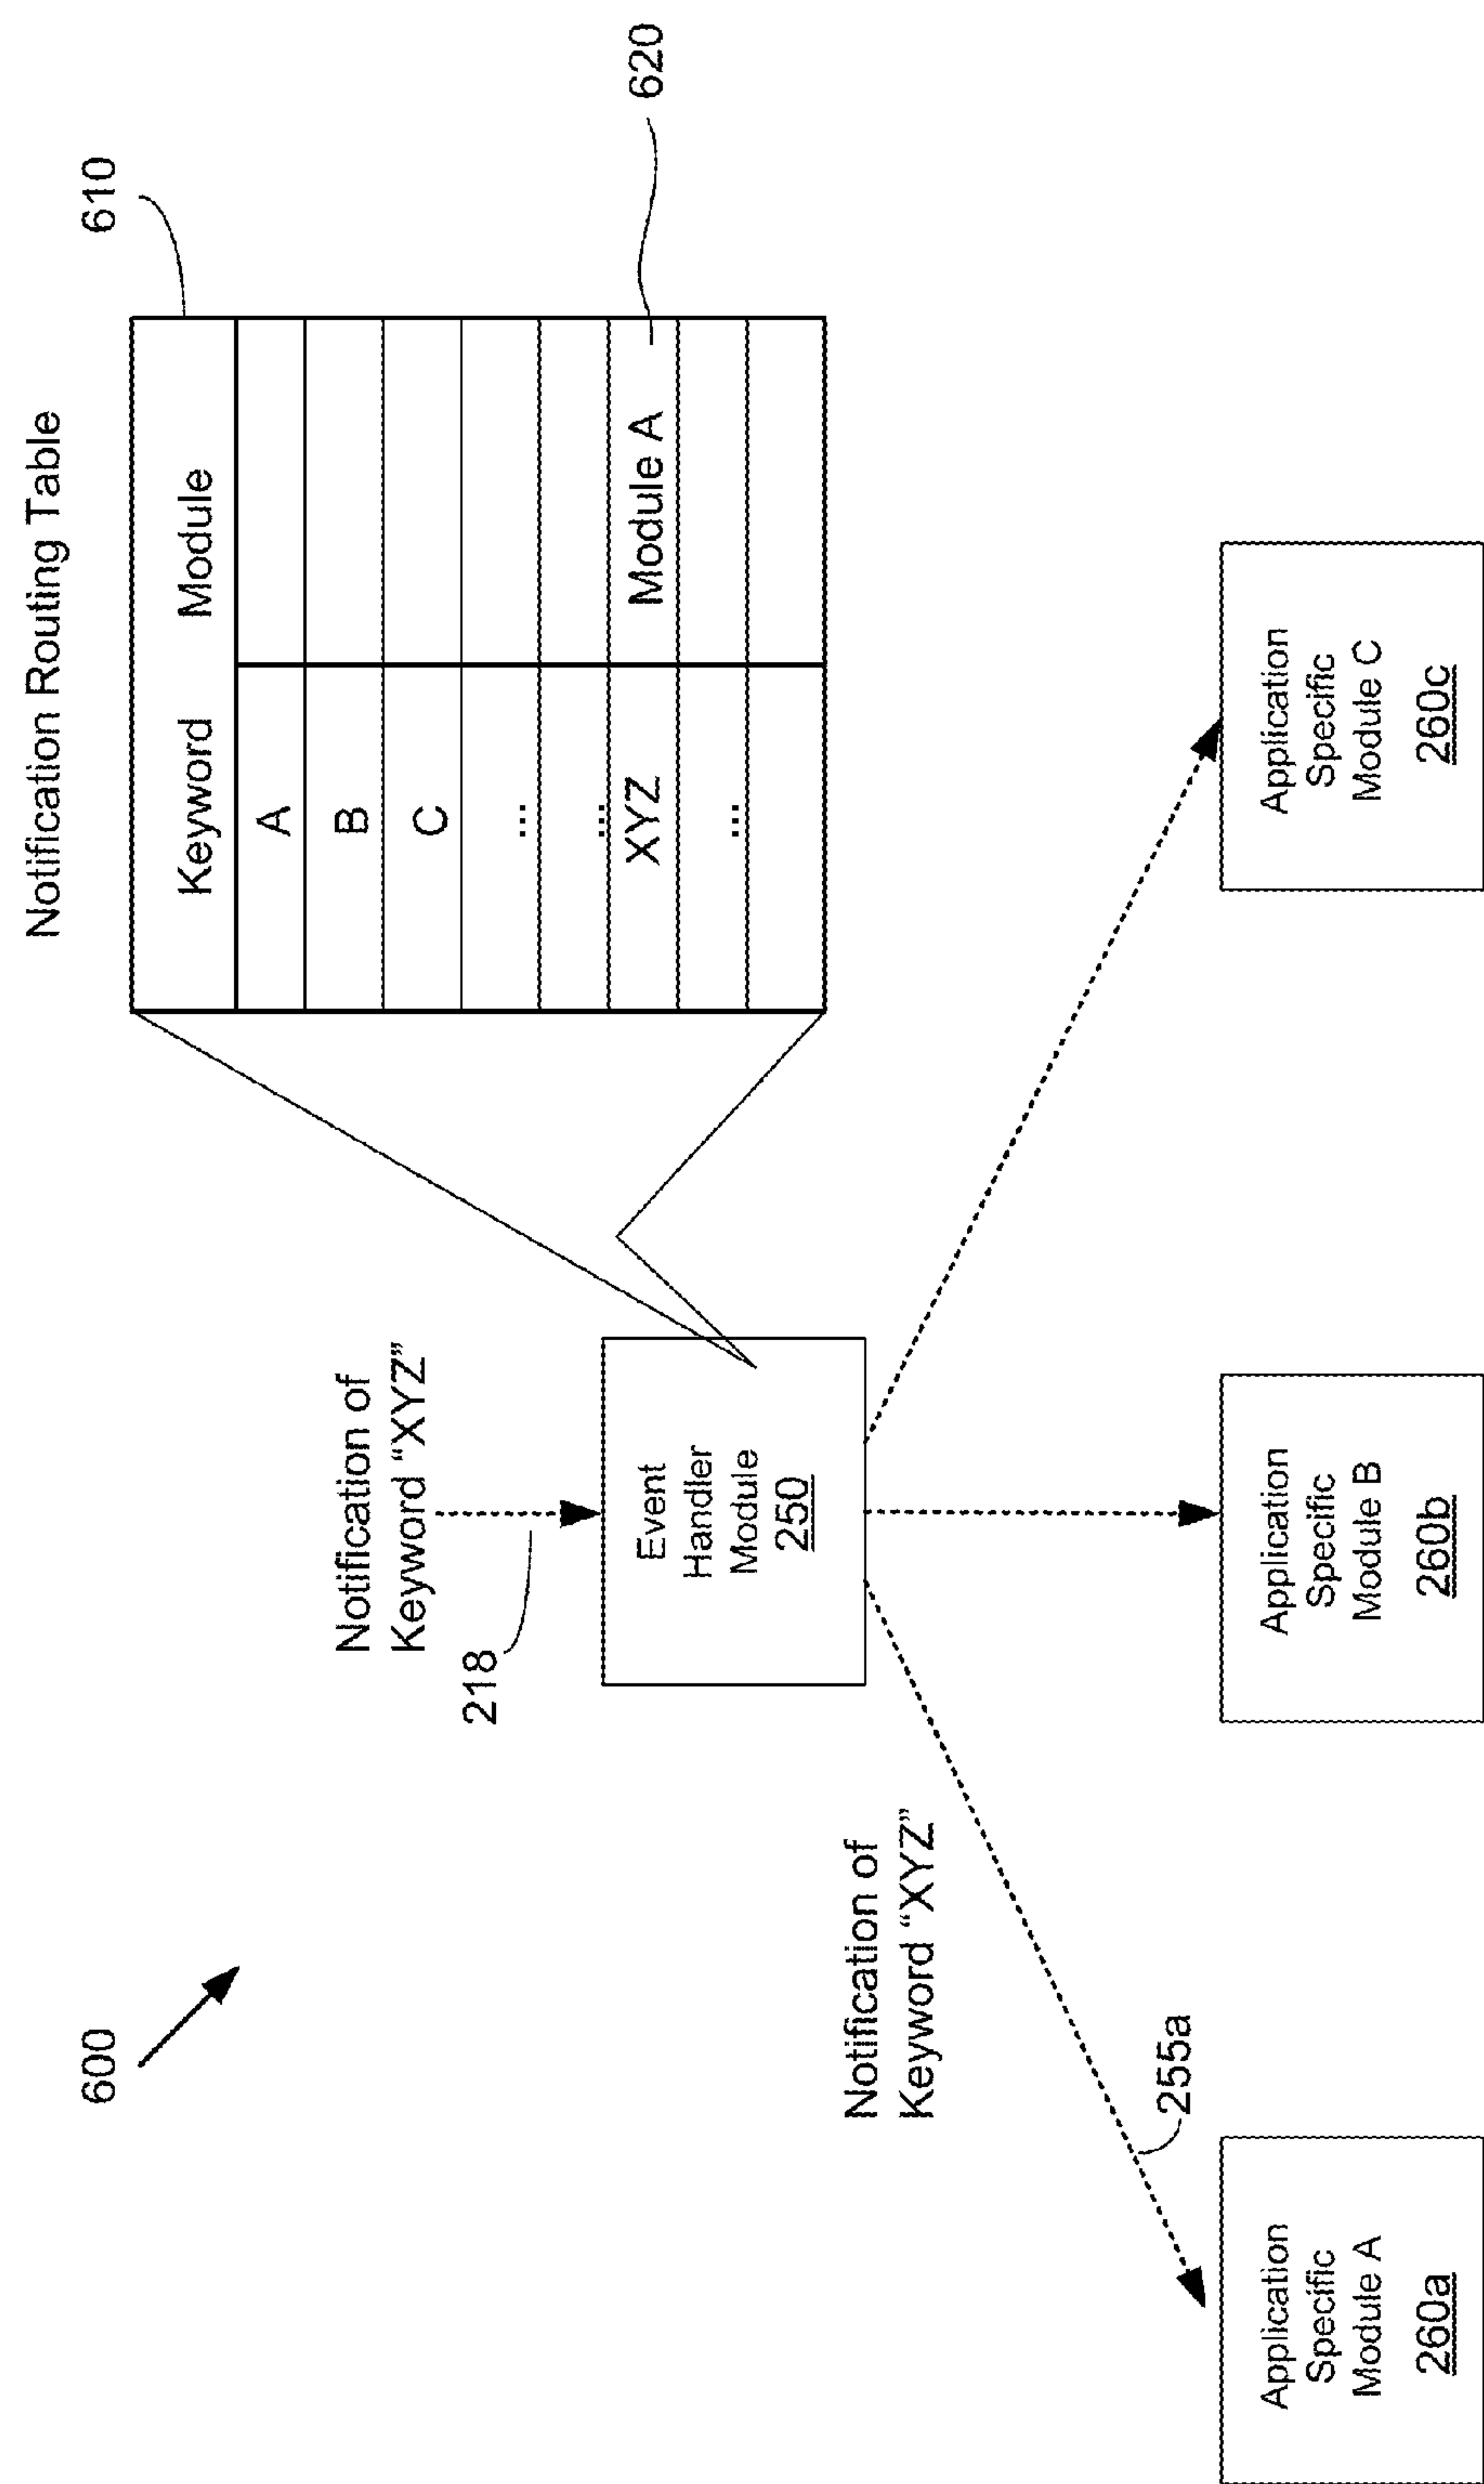 600
Notification Routing Table
610
Keyword Module
A
B
C
...
...
XYZ Module A
...
620
Notification of
Keyword “XYZ”
218
Event
Handler
Module
250
Notification of
Keyword “XYZ”
255a
Application
Specific
Module A
260a
Application
Specific
Module B
260b
Application
Specific
Module C
260c